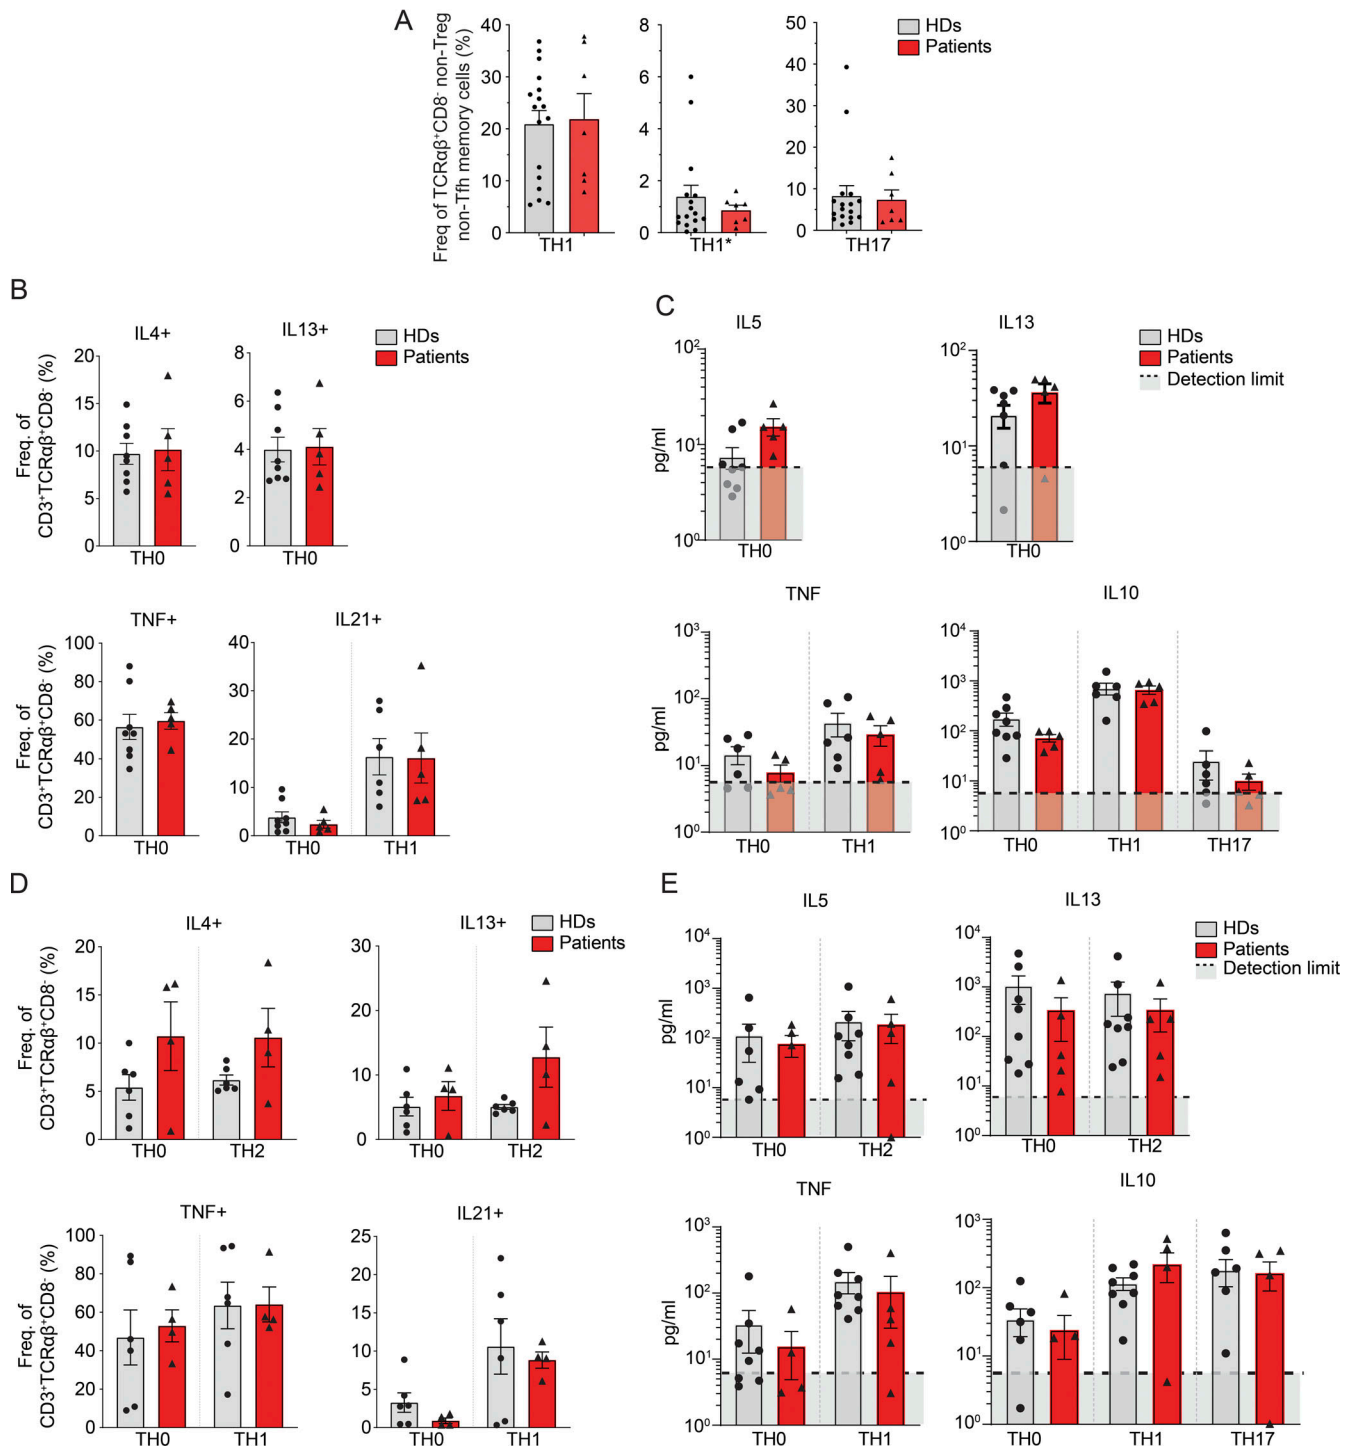 A
Freq of TCRαβ⁺CD8⁻ non-Treg
non-Tfh memory cells (%)
40
30
20
10
0
TH1
8
6
4
2
0
TH1*
50
40
30
20
10
0
TH17
HDs
Patients
B
IL4+
IL13+
HDs
Patients
Freq. of
CD3⁺TCRαβ⁺CD8⁻ (%)
20
15
10
5
0
TH0
8
6
4
2
0
TH0
TNF+
IL21+
Freq. of
CD3⁺TCRαβ⁺CD8⁻ (%)
100
80
60
40
20
0
TH0
40
30
20
10
0
TH0
TH1
C
IL5
IL13
HDs
Patients
Detection limit
pg/ml
10²
10¹
10⁰
TH0
10²
10¹
10⁰
TH0
TNF
IL10
pg/ml
10³
10²
10¹
10⁰
TH0
TH1
10⁴
10³
10²
10¹
10⁰
TH0
TH1
TH17
D
IL4+
IL13+
HDs
Patients
Freq. of
CD3⁺TCRαβ⁺CD8⁻ (%)
20
15
10
5
0
TH0
TH2
30
20
10
0
TH0
TH2
TNF+
IL21+
Freq. of
CD3⁺TCRαβ⁺CD8⁻ (%)
100
80
60
40
20
0
TH0
TH1
25
20
15
10
5
0
TH0
TH1
E
IL5
IL13
HDs
Patients
Detection limit
pg/ml
10⁴
10³
10²
10¹
10⁰
TH0
TH2
10⁴
10³
10²
10¹
10⁰
TH0
TH2
TNF
IL10
pg/ml
10³
10²
10¹
10⁰
TH0
TH1
10³
10²
10¹
10⁰
TH0
TH1
TH17